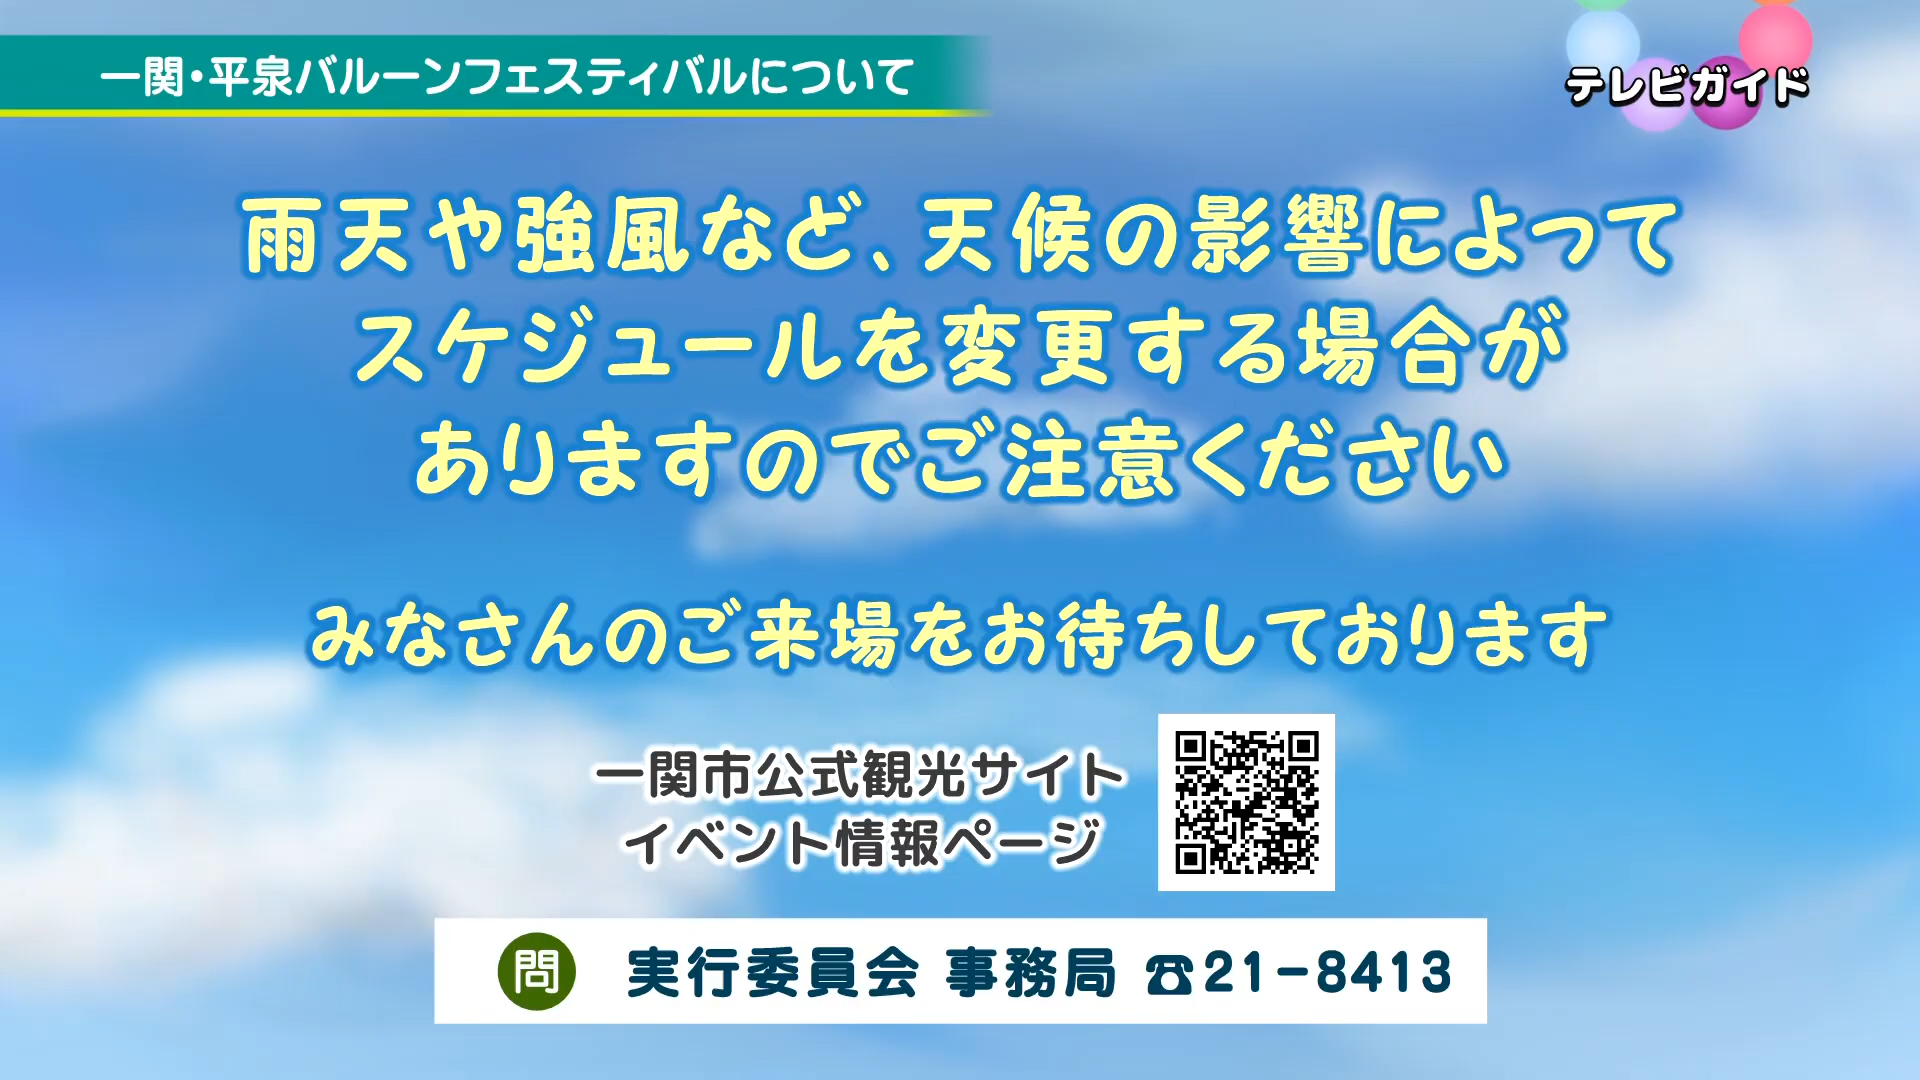 一関・平泉バルーンフェスティバルについて
テレビガイド
雨天や強風など、天候の影響によって
スケジュールを変更する場合が
ありますのでご注意ください
みなさんのご来場をお待ちしております
一関市公式観光サイト
イベント情報ページ
問 実行委員会 事務局 ☎21-8413